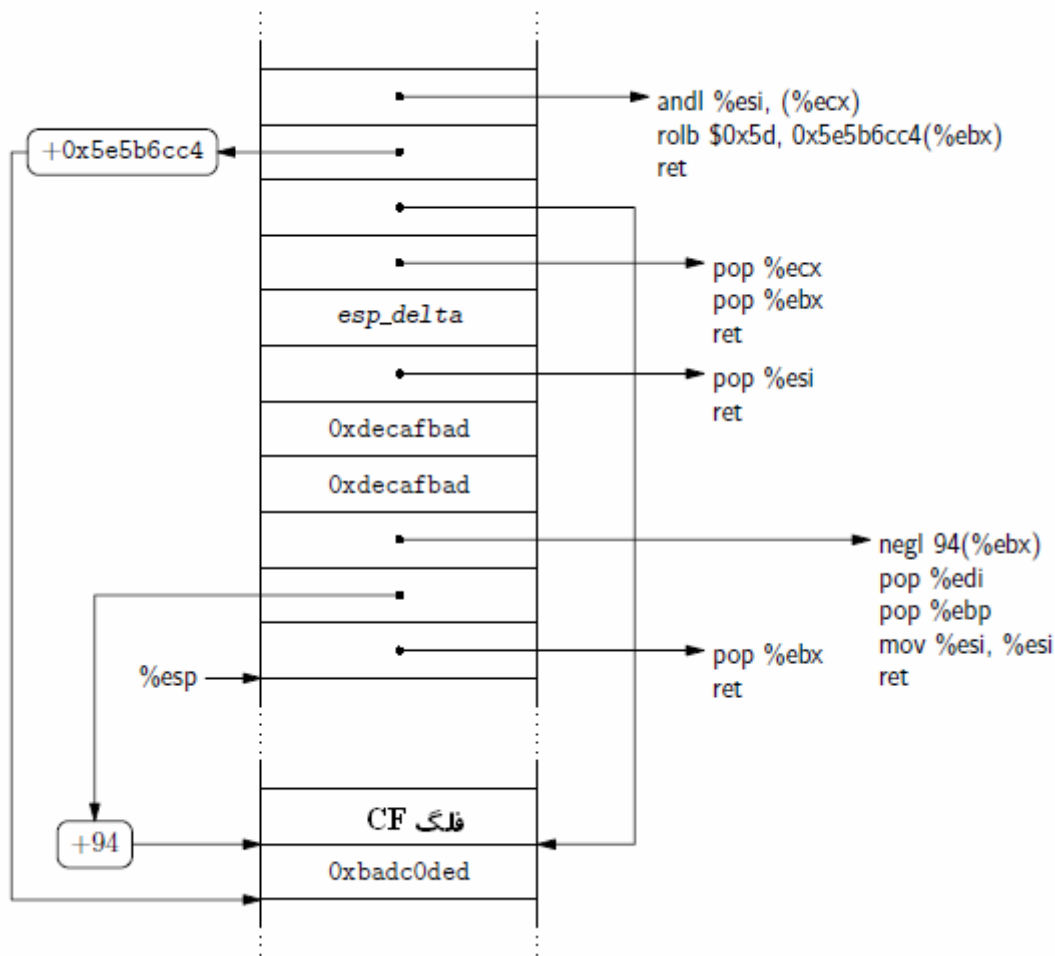 andl %esi, (%ecx)
rolb $0x5d, 0x5e5b6cc4(%ebx)
ret
+0x5e5b6cc4
pop %ecx
pop %ebx
ret
esp_delta
pop %esi
ret
0xdecafbad
0xdecafbad
negl 94(%ebx)
pop %edi
pop %ebp
mov %esi, %esi
ret
pop %ebx
ret
%esp
فلگ CF
+94
0xbadc0ded